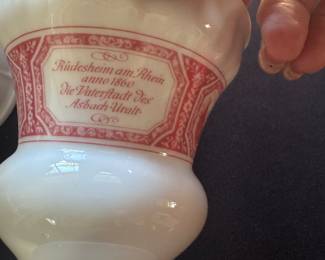 Rüdesheim am Rhein
anno 1860
die Vaterstadt des
Asbach-Uralt